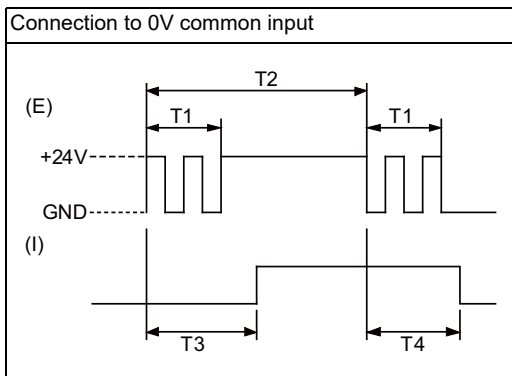 Connection to 0V common input
T2
(E)
T1
T1
+24V
GND
(I)
T3
T4